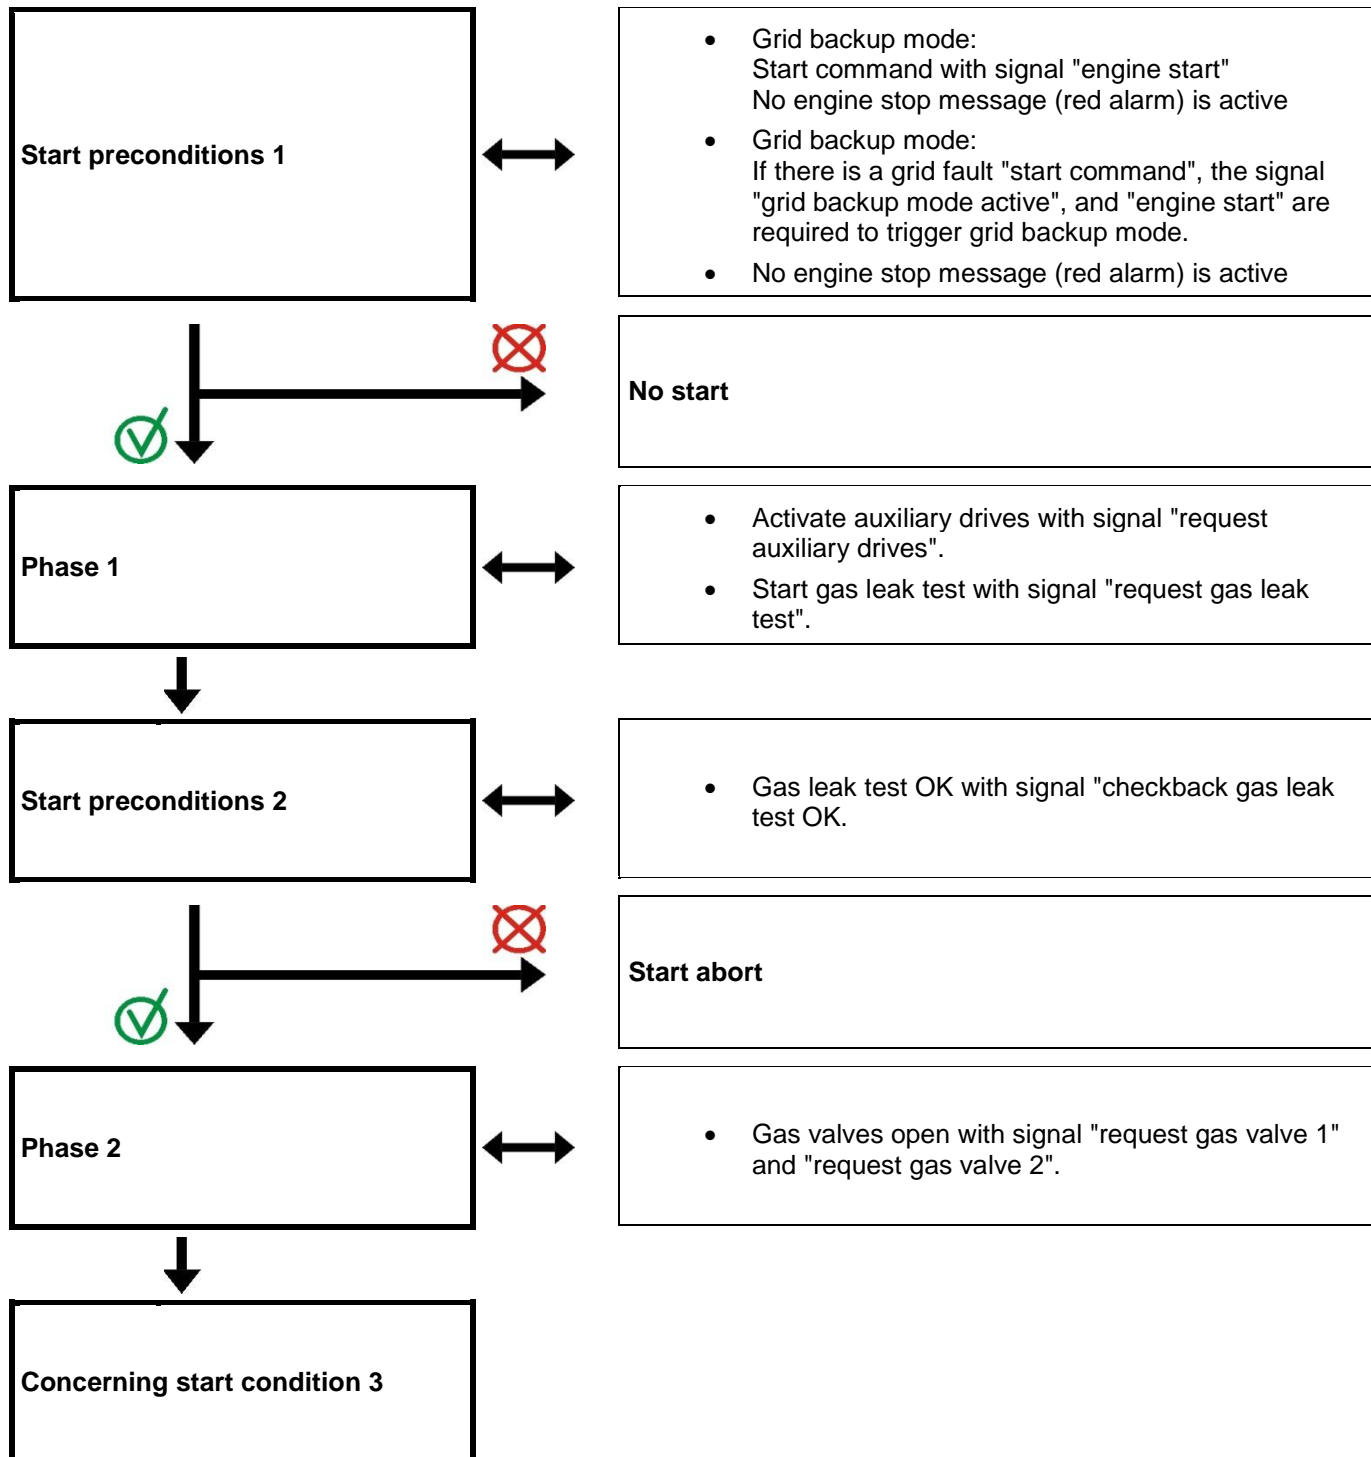 Start preconditions 1
• Grid backup mode:
Start command with signal "engine start"
No engine stop message (red alarm) is active
• Grid backup mode:
If there is a grid fault "start command", the signal
"grid backup mode active", and "engine start" are
required to trigger grid backup mode.
• No engine stop message (red alarm) is active
No start
Phase 1
• Activate auxiliary drives with signal "request
auxiliary drives".
• Start gas leak test with signal "request gas leak
test".
Start preconditions 2
• Gas leak test OK with signal "checkback gas leak
test OK.
Start abort
Phase 2
• Gas valves open with signal "request gas valve 1"
and "request gas valve 2".
Concerning start condition 3